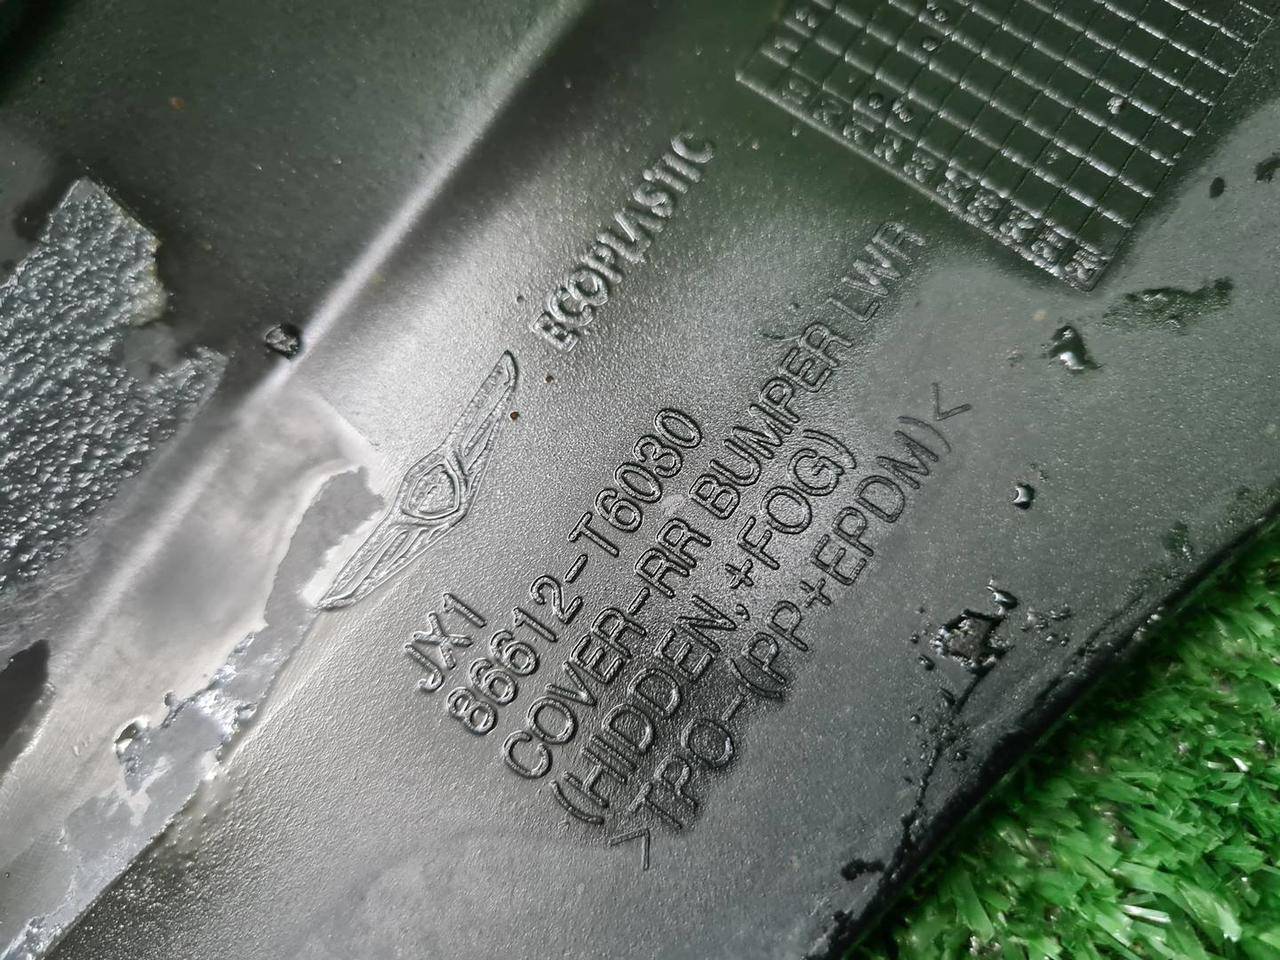 ECOPLASTIC
JX1
86612-T6030
COVER-RR BUMPER LWR
(HIDDEN,+FOG)
>TPO-(PP+EPDM)<